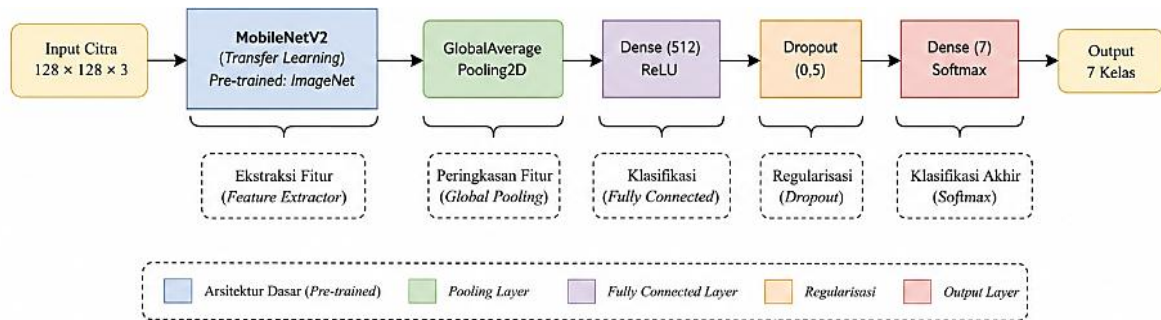 Input Citra
128 × 128 × 3
MobileNetV2
(Transfer Learning)
Pre-trained: ImageNet
GlobalAverage
Pooling2D
Dense (512)
ReLU
Dropout
(0,5)
Dense (7)
Softmax
Output
7 Kelas
Ekstraksi Fitur
(Feature Extractor)
Peringkasan Fitur
(Global Pooling)
Klasifikasi
(Fully Connected)
Regularisasi
(Dropout)
Klasifikasi Akhir
(Softmax)
Arsitektur Dasar (Pre-trained)
Pooling Layer
Fully Connected Layer
Regularisasi
Output Layer